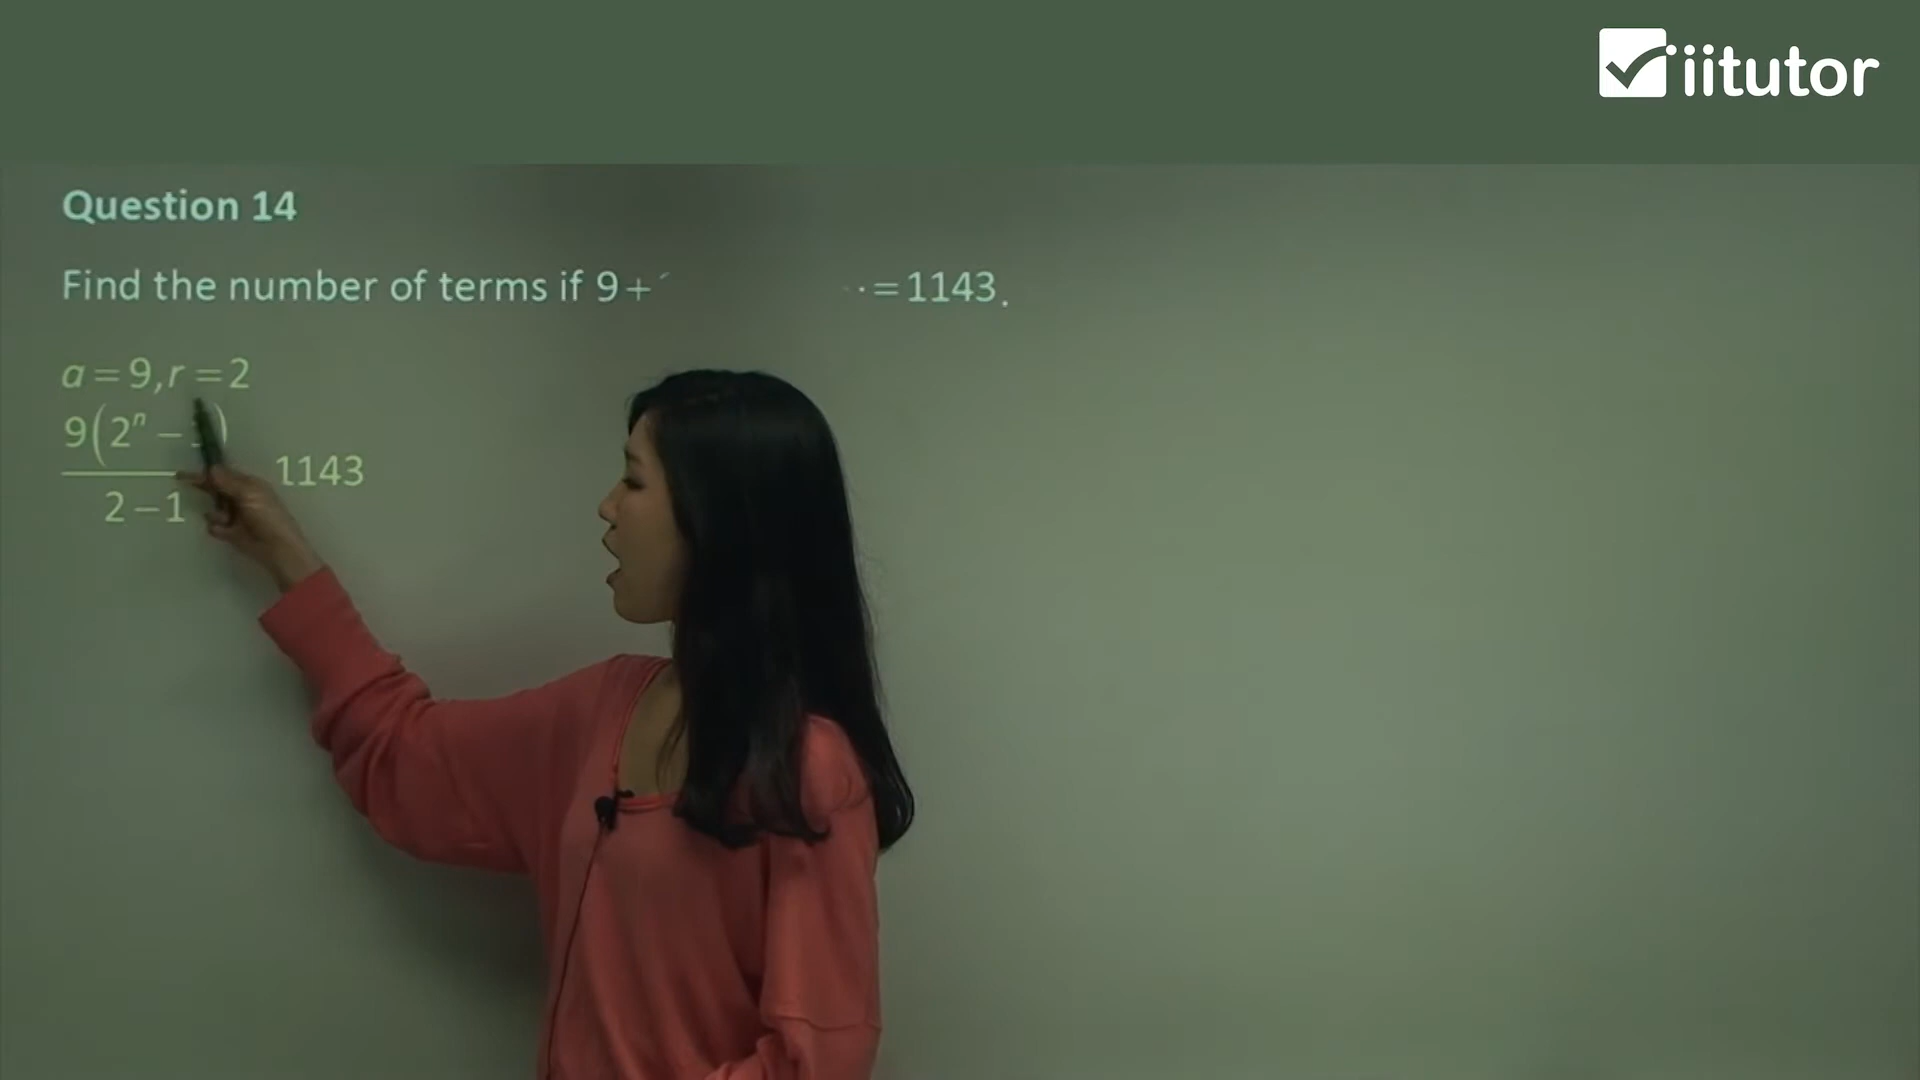 iitutor
Question 14
Find the number of terms if 9+ ·=1143.
a=9,r=2
9(2ⁿ – )
1143
2–1